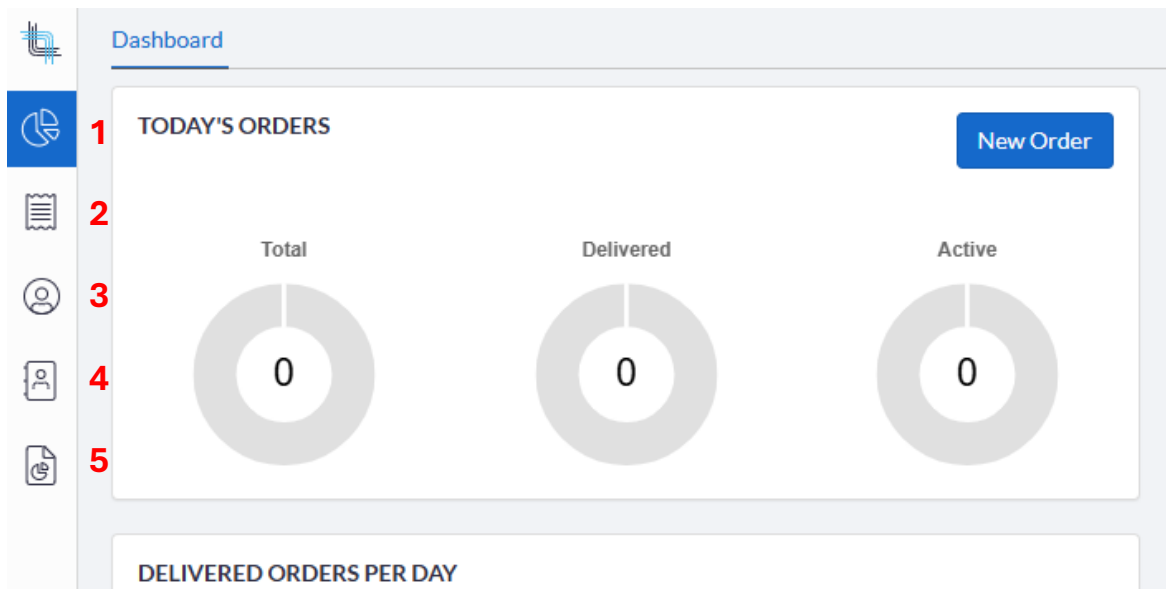 Dashboard
1
TODAY'S ORDERS
New Order
2
Total
Delivered
Active
3
0
0
0
4
5
DELIVERED ORDERS PER DAY